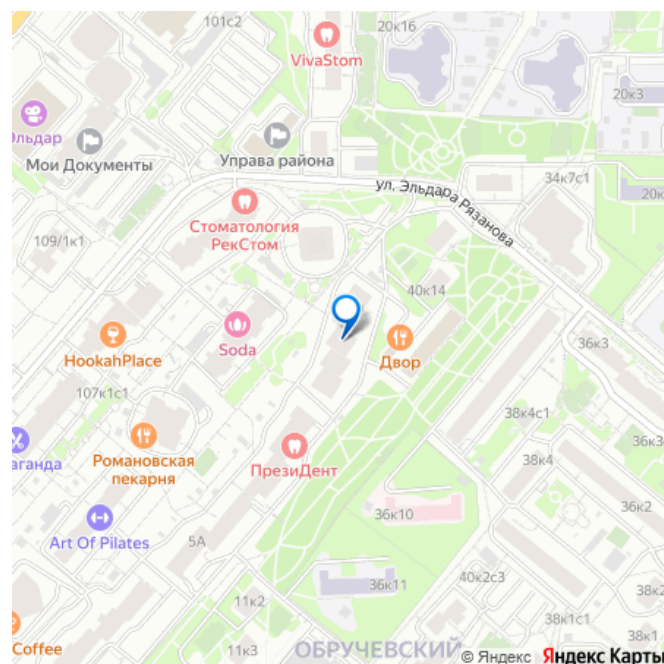 101с2
20к16
VivaStom
20к3
Эльдар
Мои Документы
Управа района
34к7с1
20к
ул. Эльдара Рязанова
Стоматология
РекСтом
109/1к1
40к14
Soda
HookahPlace
Двор
36к3
107к1с1
38к4с1
36к
Романовская
пекарня
ПрезиДент
38к4
36к2
36к10
Art Of Pilates
5А
36к11
40к2с3
11к2
38к1с1
38к1
11к3
Coffee
ОБРУЧЕВСКИЙ
© Яндекс Яндекс Карты